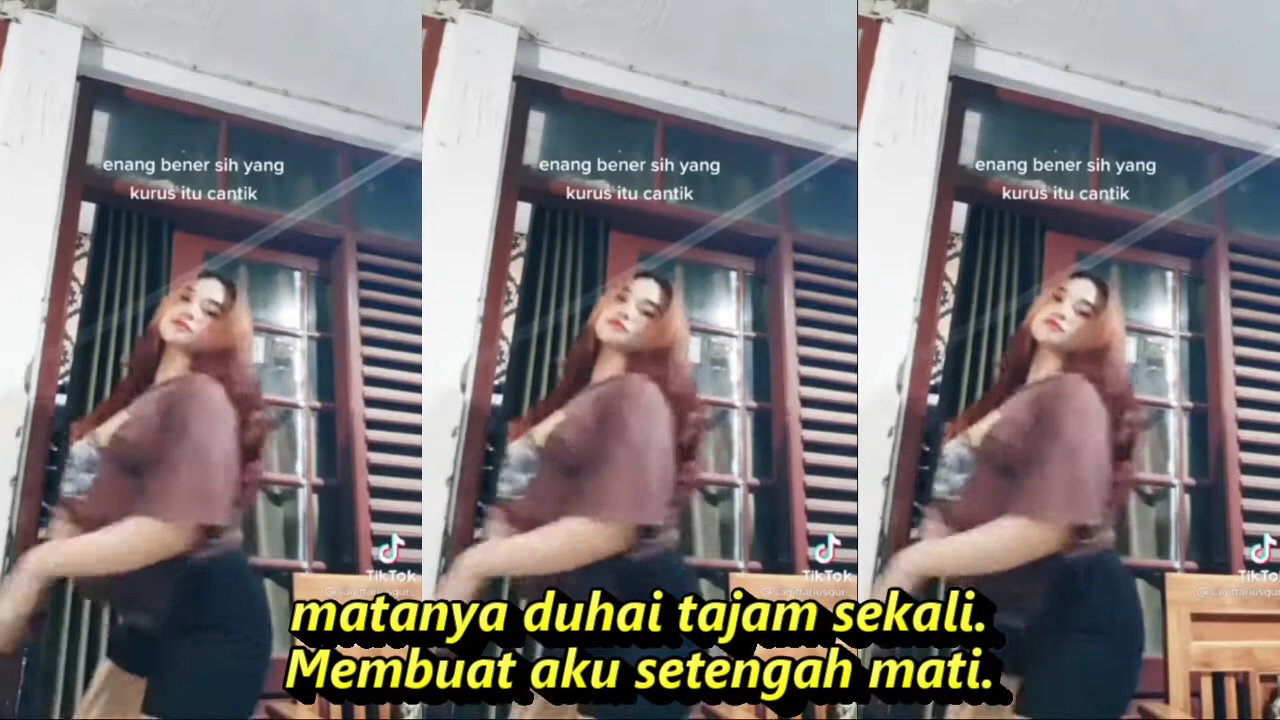 enang bener sih yang
kurus itu cantik
enang bener sih yang
kurus itu cantik
enang bener sih yang
kurus itu cantik
TikTok
TikTok
TikTok
matanya duhai tajam sekali.
Membuat aku setengah mati.